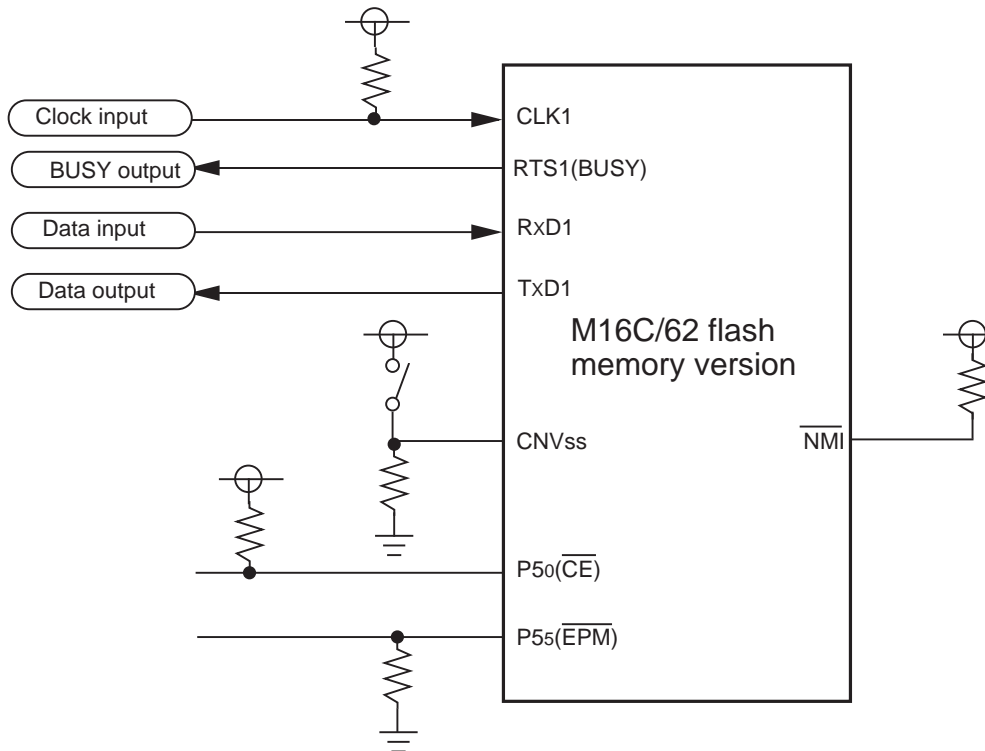 Clock input
CLK1
BUSY output
RTS1(BUSY)
Data input
RxD1
Data output
TxD1
M16C/62 flash
memory version
CNVss
NMI
P50(CE)
P55(EPM)